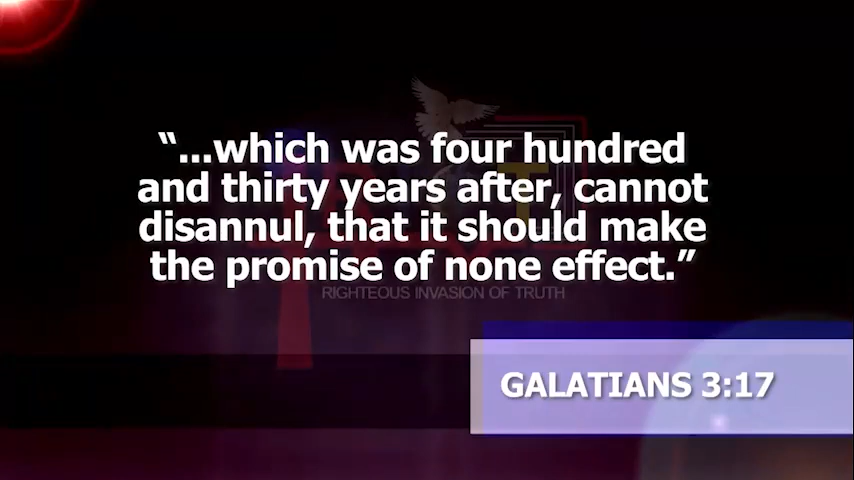 “...which was four hundred
and thirty years after, cannot
disannul, that it should make
the promise of none effect.”
RIGHTEOUS INVASION OF TRUTH
GALATIANS 3:17